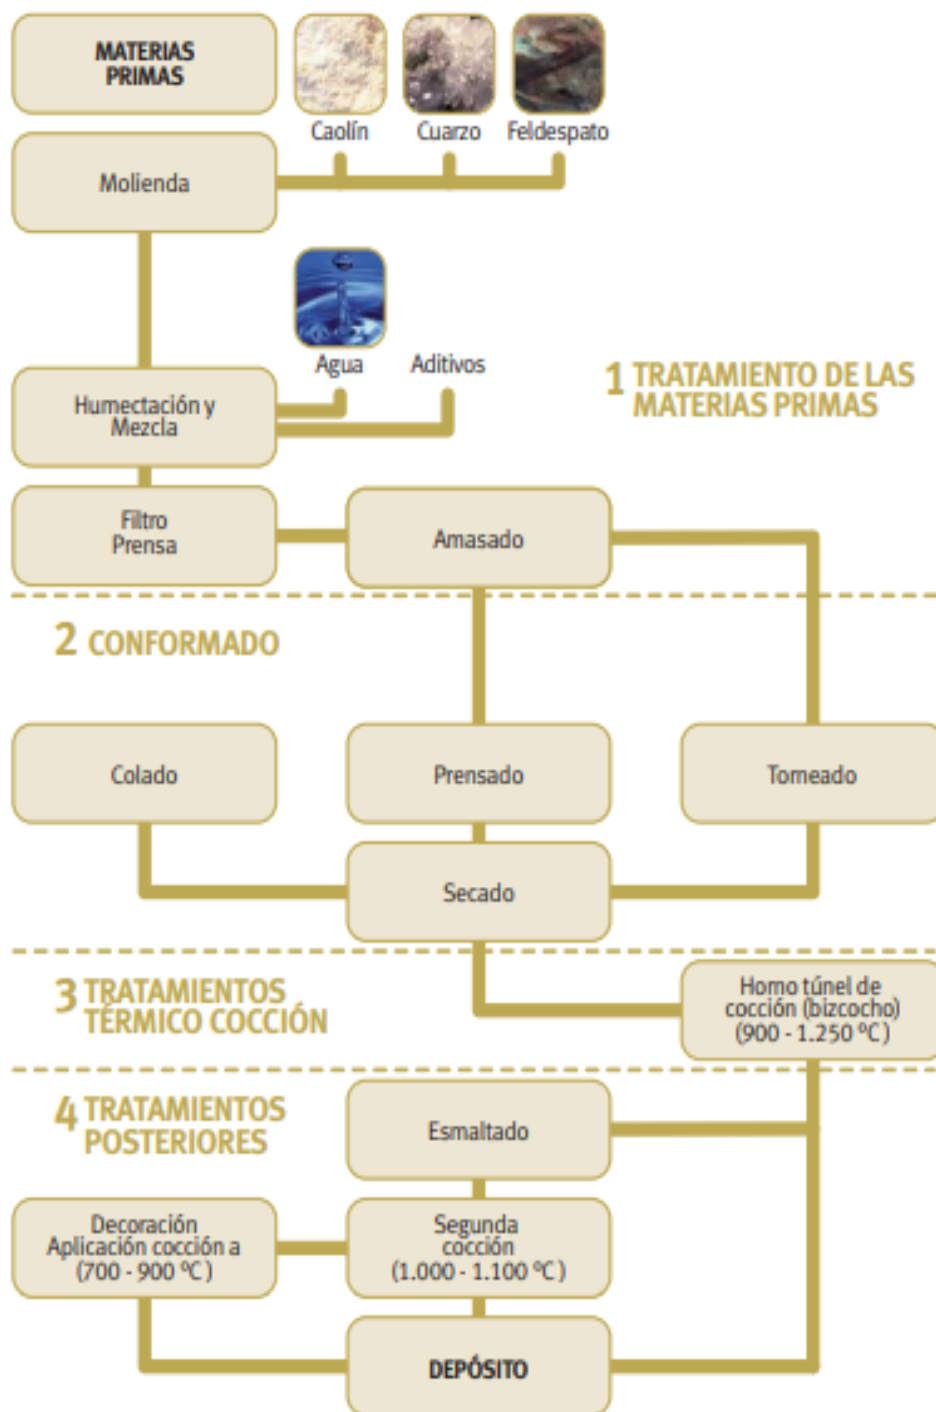 MATERIAS
PRIMAS
Caolín
Cuarzo
Feldespato
Molienda
Agua
Aditivos
Humectación y
Mezcla
1 TRATAMIENTO DE LAS
MATERIAS PRIMAS
Filtro
Prensa
Amasado
2 CONFORMADO
Colado
Prensado
Torneado
Secado
3 TRATAMIENTOS
TÉRMICO COCCIÓN
Horno túnel de
cocción (bizcocho)
(900 - 1.250 ºC )
4 TRATAMIENTOS
POSTERIORES
Esmaltado
Decoración
Aplicación cocción a
(700 - 900 ºC )
Segunda
cocción
(1.000 - 1.100 ºC )
DEPÓSITO